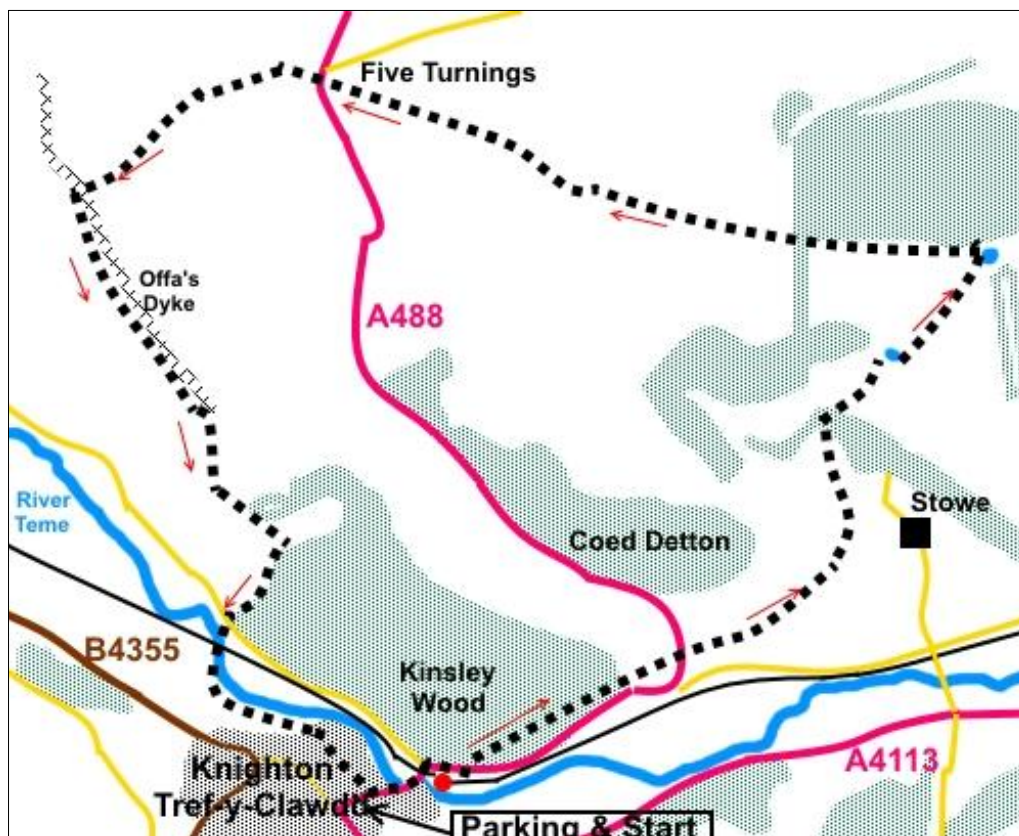 Five Turnings
Offa's
Dyke
A488
River
Teme
Stowe
Coed Detton
B4355
Kinsley
Wood
A4113
Knighton
Tref-y-Clawdd
Parking & Start